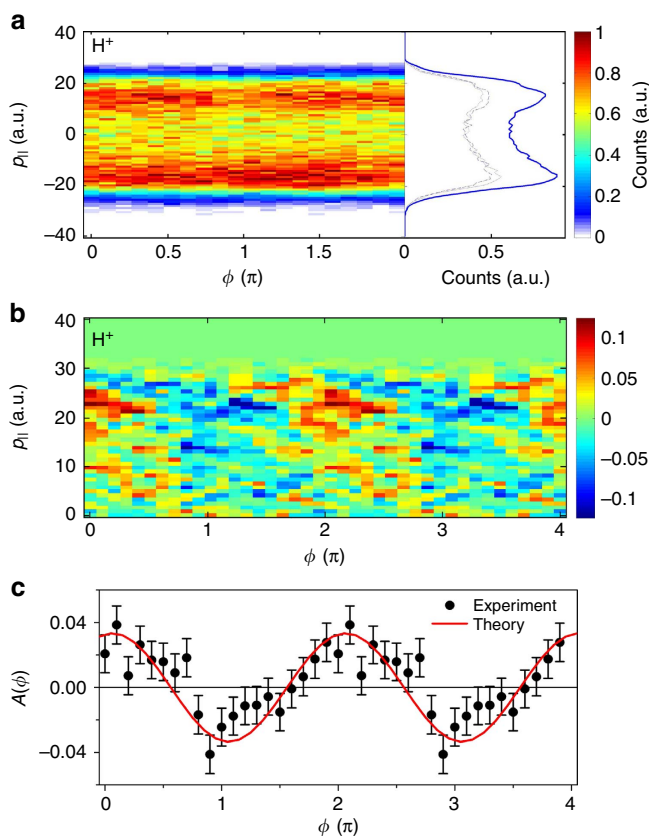 a
H⁺
40
20
0
−20
−40
p|| (a.u.)
0
0.5
1
1.5
ϕ (π)
0
0.5
Counts (a.u.)
1
0.8
0.6
0.4
0.2
0
Counts (a.u.)
b
H⁺
40
30
20
10
0
p|| (a.u.)
0
1
2
3
4
ϕ (π)
0.1
0.05
0
−0.05
−0.1
c
Experiment
Theory
0.04
0.00
−0.04
A(ϕ)
0
1
2
3
4
ϕ (π)